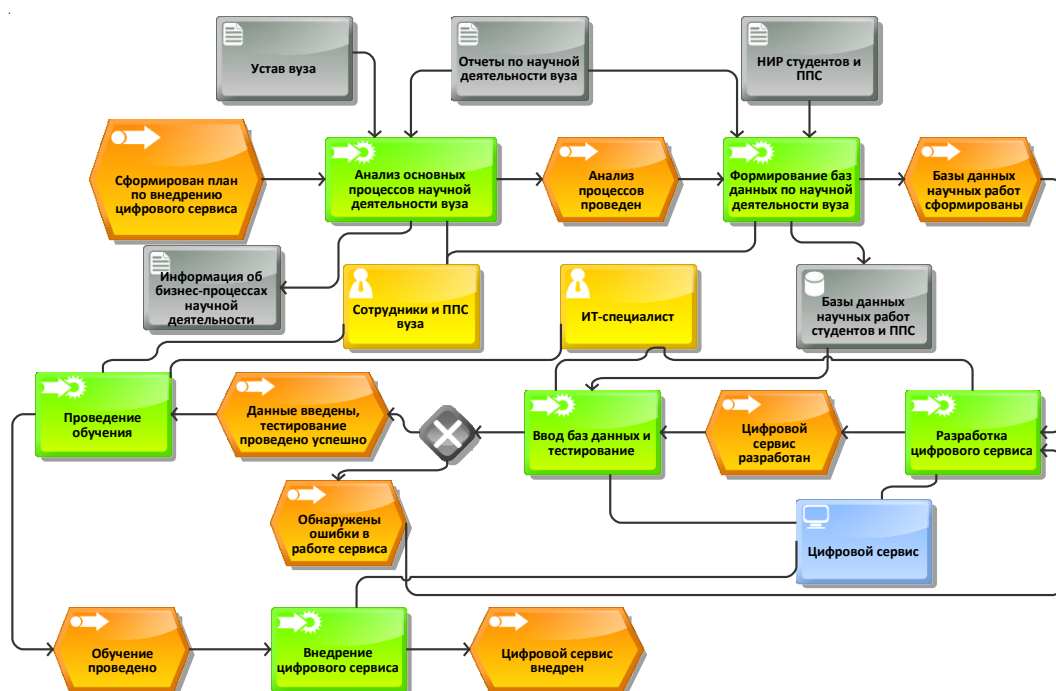 Устав вуза
Отчеты по научной
деятельности вуза
НИР студентов и
ППС
Сформирован план
по внедрению
цифрового сервиса
Анализ основных
процессов научной
деятельности вуза
Анализ
процессов
проведен
Формирование баз
данных по научной
деятельности вуза
Базы данных
научных работ
сформированы
Информация об
бизнес-процессах
научной
деятельности
Сотрудники и ППС
вуза
ИТ-специалист
Базы данных
научных работ
студентов и ППС
Проведение
обучения
Данные введены,
тестирование
проведено успешно
Ввод баз данных и
тестирование
Цифровой
сервис
разработан
Разработка
цифрового сервиса
Обнаружены
ошибки в
работе сервиса
Цифровой сервис
Обучение
проведено
Внедрение
цифрового сервиса
Цифровой сервис
внедрен